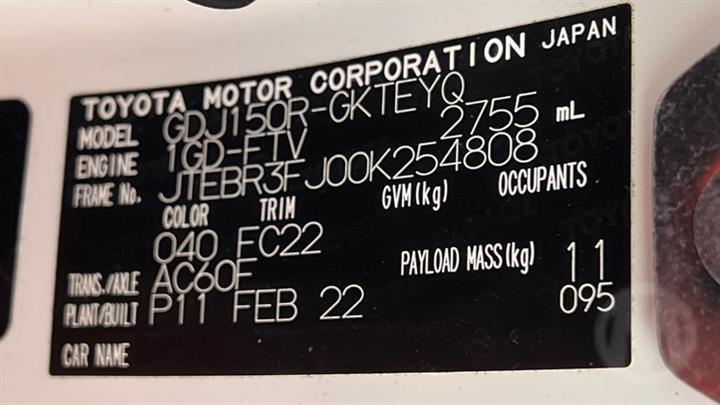 TOYOTA MOTOR CORPORATION JAPAN
MODEL GDJ150R-GKTEYQ
ENGINE 1GD-FTV 2755 mL
FRAME No. JTEBR3FJ00K254808
COLOR TRIM GVM(kg) OCCUPANTS
040 FC22
TRANS./AXLE AC60F PAYLOAD MASS(kg) 11
PLANT/BUILT P11 FEB 22 095
CAR NAME